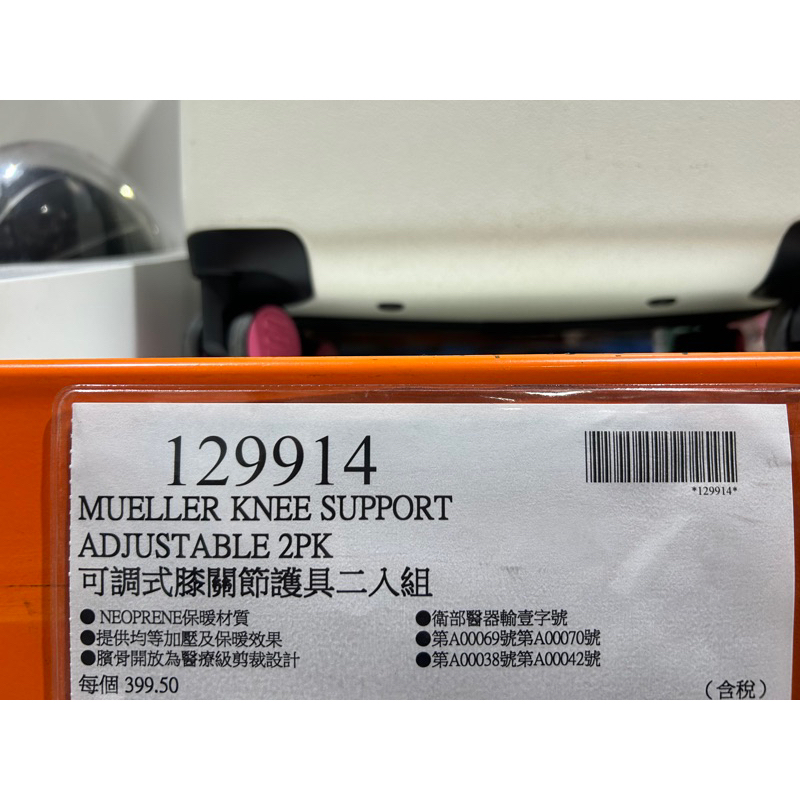 129914
*129914*
MUELLER KNEE SUPPORT
ADJUSTABLE 2PK
可調式膝關節護具二入組
● NEOPRENE保暖材質
●提供均等加壓及保暖效果
●臏骨開放為醫療級剪裁設計
●衛部醫器輸壹字號
●第A00069號第A00070號
●第A00038號第A00042號
每個 399.50
（含稅）